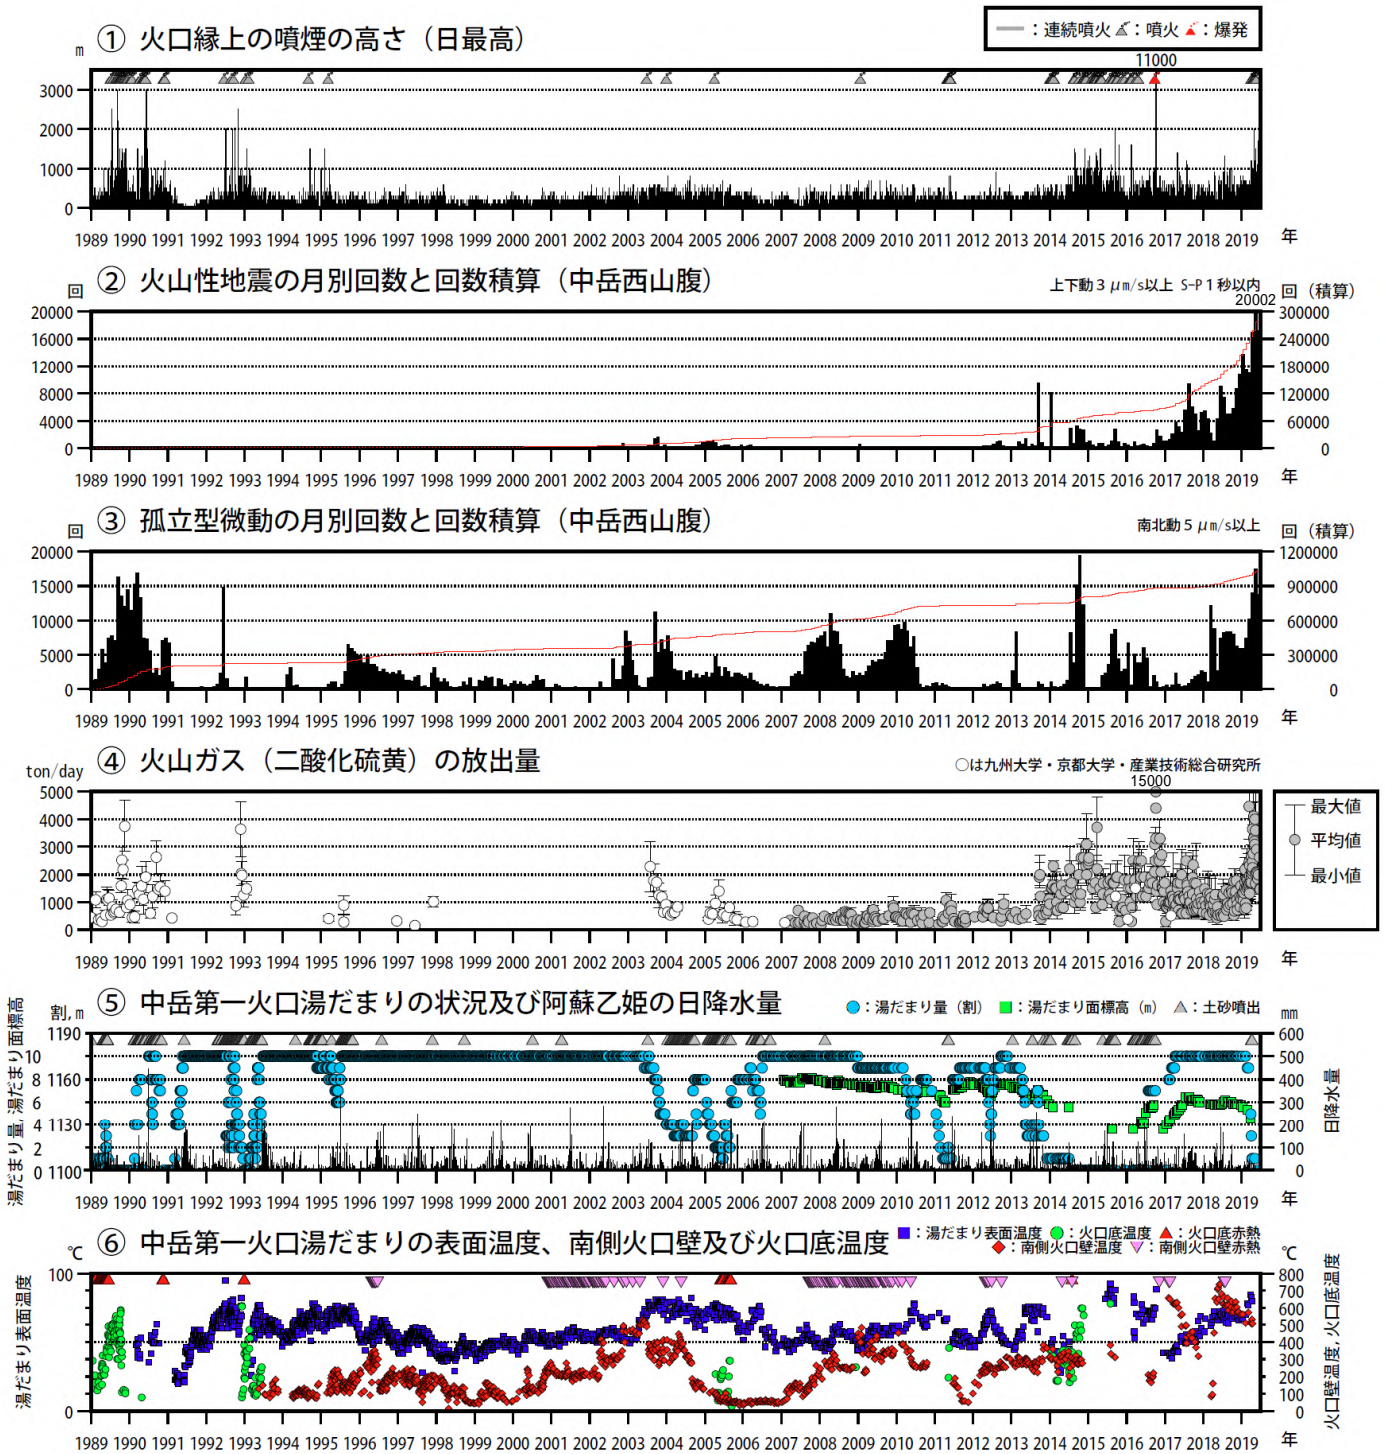 ① 火口縁上の噴煙の高さ（日最高）
：連続噴火 ：噴火 ：爆発
m
11000
3000
2000
1000
0
1989 1990 1991 1992 1993 1994 1995 1996 1997 1998 1999 2000 2001 2002 2003 2004 2005 2006 2007 2008 2009 2010 2011 2012 2013 2014 2015 2016 2017 2018 2019 年
② 火山性地震の月別回数と回数積算（中岳西山腹）
上下動３μm/s以上 S-P１秒以内
回
回（積算）
20002
20000 300000
16000 240000
12000 180000
8000 120000
4000 60000
0 0
1989 1990 1991 1992 1993 1994 1995 1996 1997 1998 1999 2000 2001 2002 2003 2004 2005 2006 2007 2008 2009 2010 2011 2012 2013 2014 2015 2016 2017 2018 2019 年
③ 孤立型微動の月別回数と回数積算（中岳西山腹）
南北動５μm/s以上
回
回（積算）
20000 1200000
15000 900000
10000 600000
5000 300000
0 0
1989 1990 1991 1992 1993 1994 1995 1996 1997 1998 1999 2000 2001 2002 2003 2004 2005 2006 2007 2008 2009 2010 2011 2012 2013 2014 2015 2016 2017 2018 2019 年
④ 火山ガス（二酸化硫黄）の放出量
ton/day
○は九州大学・京都大学・産業技術総合研究所
15000
5000
4000
3000
2000
1000
0
最大値
平均値
最小値
1989 1990 1991 1992 1993 1994 1995 1996 1997 1998 1999 2000 2001 2002 2003 2004 2005 2006 2007 2008 2009 2010 2011 2012 2013 2014 2015 2016 2017 2018 2019 年
⑤ 中岳第一火口湯だまりの状況及び阿蘇乙姫の日降水量
：湯だまり量（割） ：湯だまり面標高（m） ：土砂噴出
割, m
mm
湯だまり量, 湯だまり面標高
日降水量
1190 600
10 500
8 1160 400
6 300
4 1130 200
2 100
0 1100 0
1989 1990 1991 1992 1993 1994 1995 1996 1997 1998 1999 2000 2001 2002 2003 2004 2005 2006 2007 2008 2009 2010 2011 2012 2013 2014 2015 2016 2017 2018 2019 年
⑥ 中岳第一火口湯だまりの表面温度、南側火口壁及び火口底温度
：湯だまり表面温度 ：火口底温度 ：火口底赤熱
：南側火口壁温度 ：南側火口壁赤熱
℃
℃
湯だまり表面温度
火口壁温度, 火口底温度
100 800
700
600
500
400
300
200
100
0 0
1989 1990 1991 1992 1993 1994 1995 1996 1997 1998 1999 2000 2001 2002 2003 2004 2005 2006 2007 2008 2009 2010 2011 2012 2013 2014 2015 2016 2017 2018 2019 年